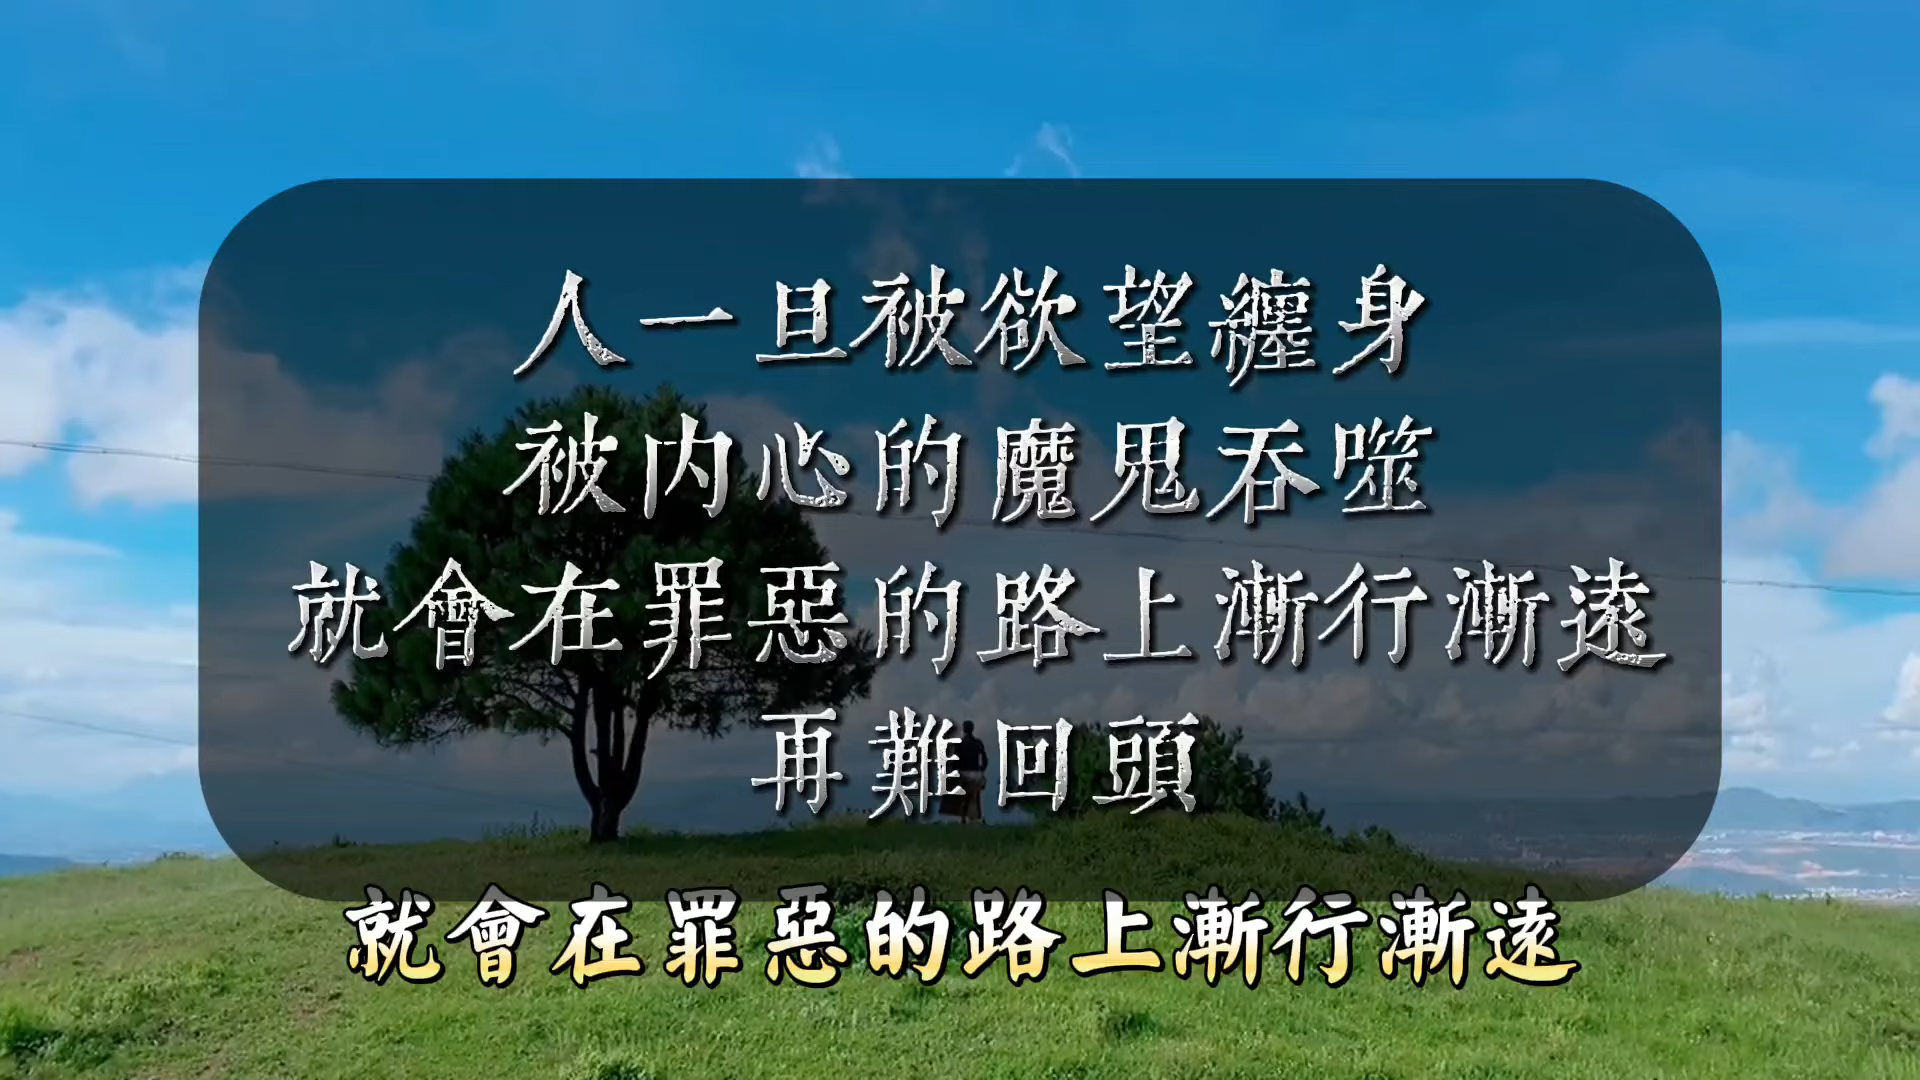 人一旦被欲望纏身
被内心的魔鬼吞噬
就會在罪惡的路上漸行漸遠
再難回頭
就會在罪惡的路上漸行漸遠